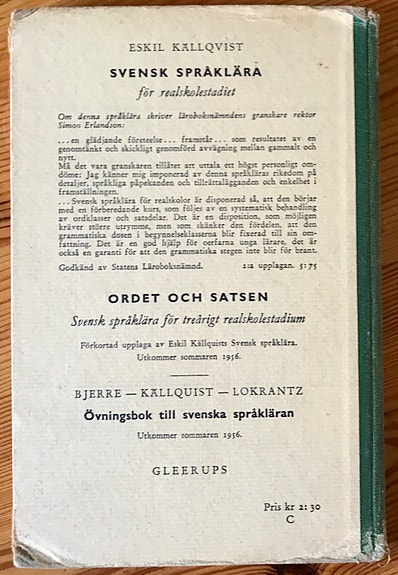 ESKIL KÄLLQVIST
SVENSK SPRÅKLÄRA
för realskolestadiet
Om denna språklära skriver läroboksnämndens granskare rektor
Simon Erlandson:
...en glädjande företeelse... framstår... som resultatet av en
genomtänkt och skickligt genomförd avvägning mellan gammalt och
nytt.
Må det vara granskaren tillåtet att uttala ett högst personligt om-
döme: Jag känner mig imponerad av denna språkläras rikedom på
detaljer, språkliga påpekanden och tillrättalägganden och enkelhet i
framställningen.
...Svensk språklära för realskolor är disponerad så, att den börjar
med en förberedande kurs, som följes av en systematisk behandling
av ordklasser och satsdelar. Det är en disposition, som möjligen
kräver större utrymme, men som skänker den fördelen, att den
grammatiska dosen i begynnelseklasserna blir fixerad till sin om-
fattning. Det är en god hjälp för oerfarna unga lärare, det är
också en garanti för att den grammatiska stegen inte blir för brant.
Godkänd av Statens Läroboksnämd. 2:a upplagan. 5:75
ORDET OCH SATSEN
Svensk språklära för treårigt realskolestadium
Förkortad upplaga av Eskil Källquists Svensk språklära.
Utkommer sommaren 1956.
BJERRE — KÄLLQUIST — LOKRANTZ
Övningsbok till svenska språkläran
Utkommer sommaren 1956.
GLEERUPS
Pris kr 2:30
C